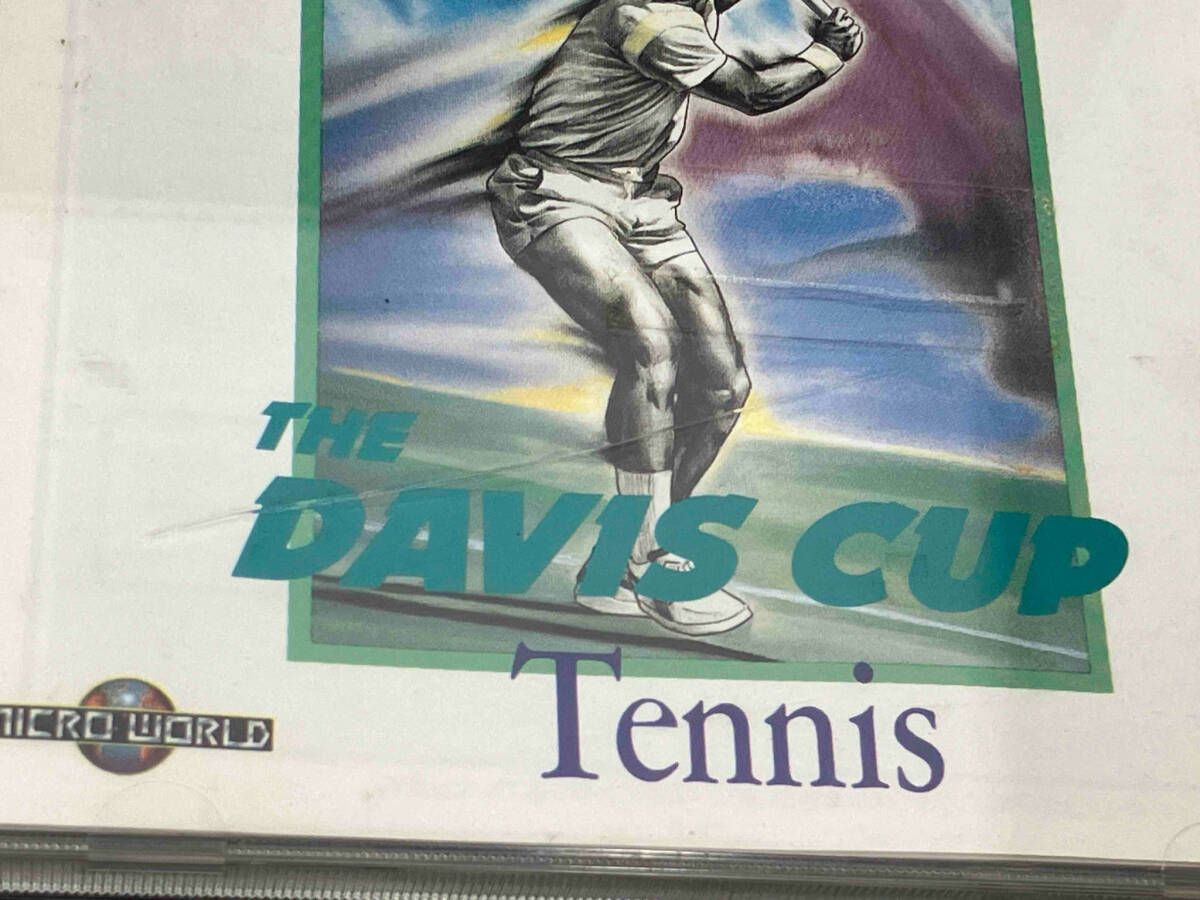 THE
DAVIS CUP
Tennis
MICRO WORLD